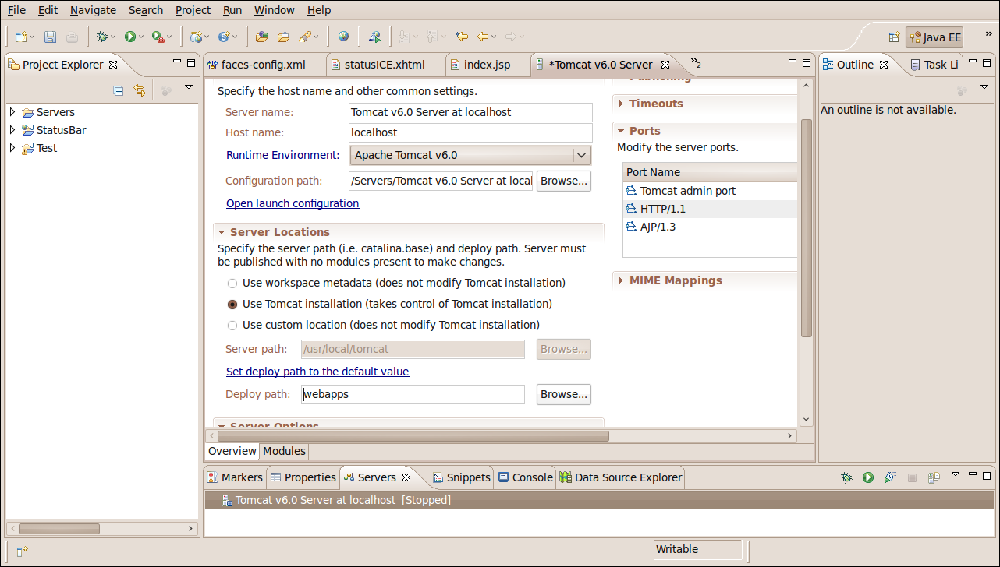 File Edit Navigate Search Project Run Window Help
Java EE »
Project Explorer
Servers
StatusBar
Test
faces-config.xml statusICE.xhtml index.jsp *Tomcat v6.0 Server »2
General Information
Specify the host name and other common settings.
Server name: Tomcat v6.0 Server at localhost
Host name: localhost
Runtime Environment: Apache Tomcat v6.0
Configuration path: /Servers/Tomcat v6.0 Server at local Browse...
Open launch configuration
Server Locations
Specify the server path (i.e. catalina.base) and deploy path. Server must
be published with no modules present to make changes.
Use workspace metadata (does not modify Tomcat installation)
Use Tomcat installation (takes control of Tomcat installation)
Use custom location (does not modify Tomcat installation)
Server path: /usr/local/tomcat Browse...
Set deploy path to the default value
Deploy path: webapps Browse...
Server Options
Publishing
Timeouts
Ports
Modify the server ports.
Port Name
Tomcat admin port
HTTP/1.1
AJP/1.3
MIME Mappings
Overview Modules
Outline Task Li
An outline is not available.
Markers Properties Servers Snippets Console Data Source Explorer
Tomcat v6.0 Server at localhost [Stopped]
Writable